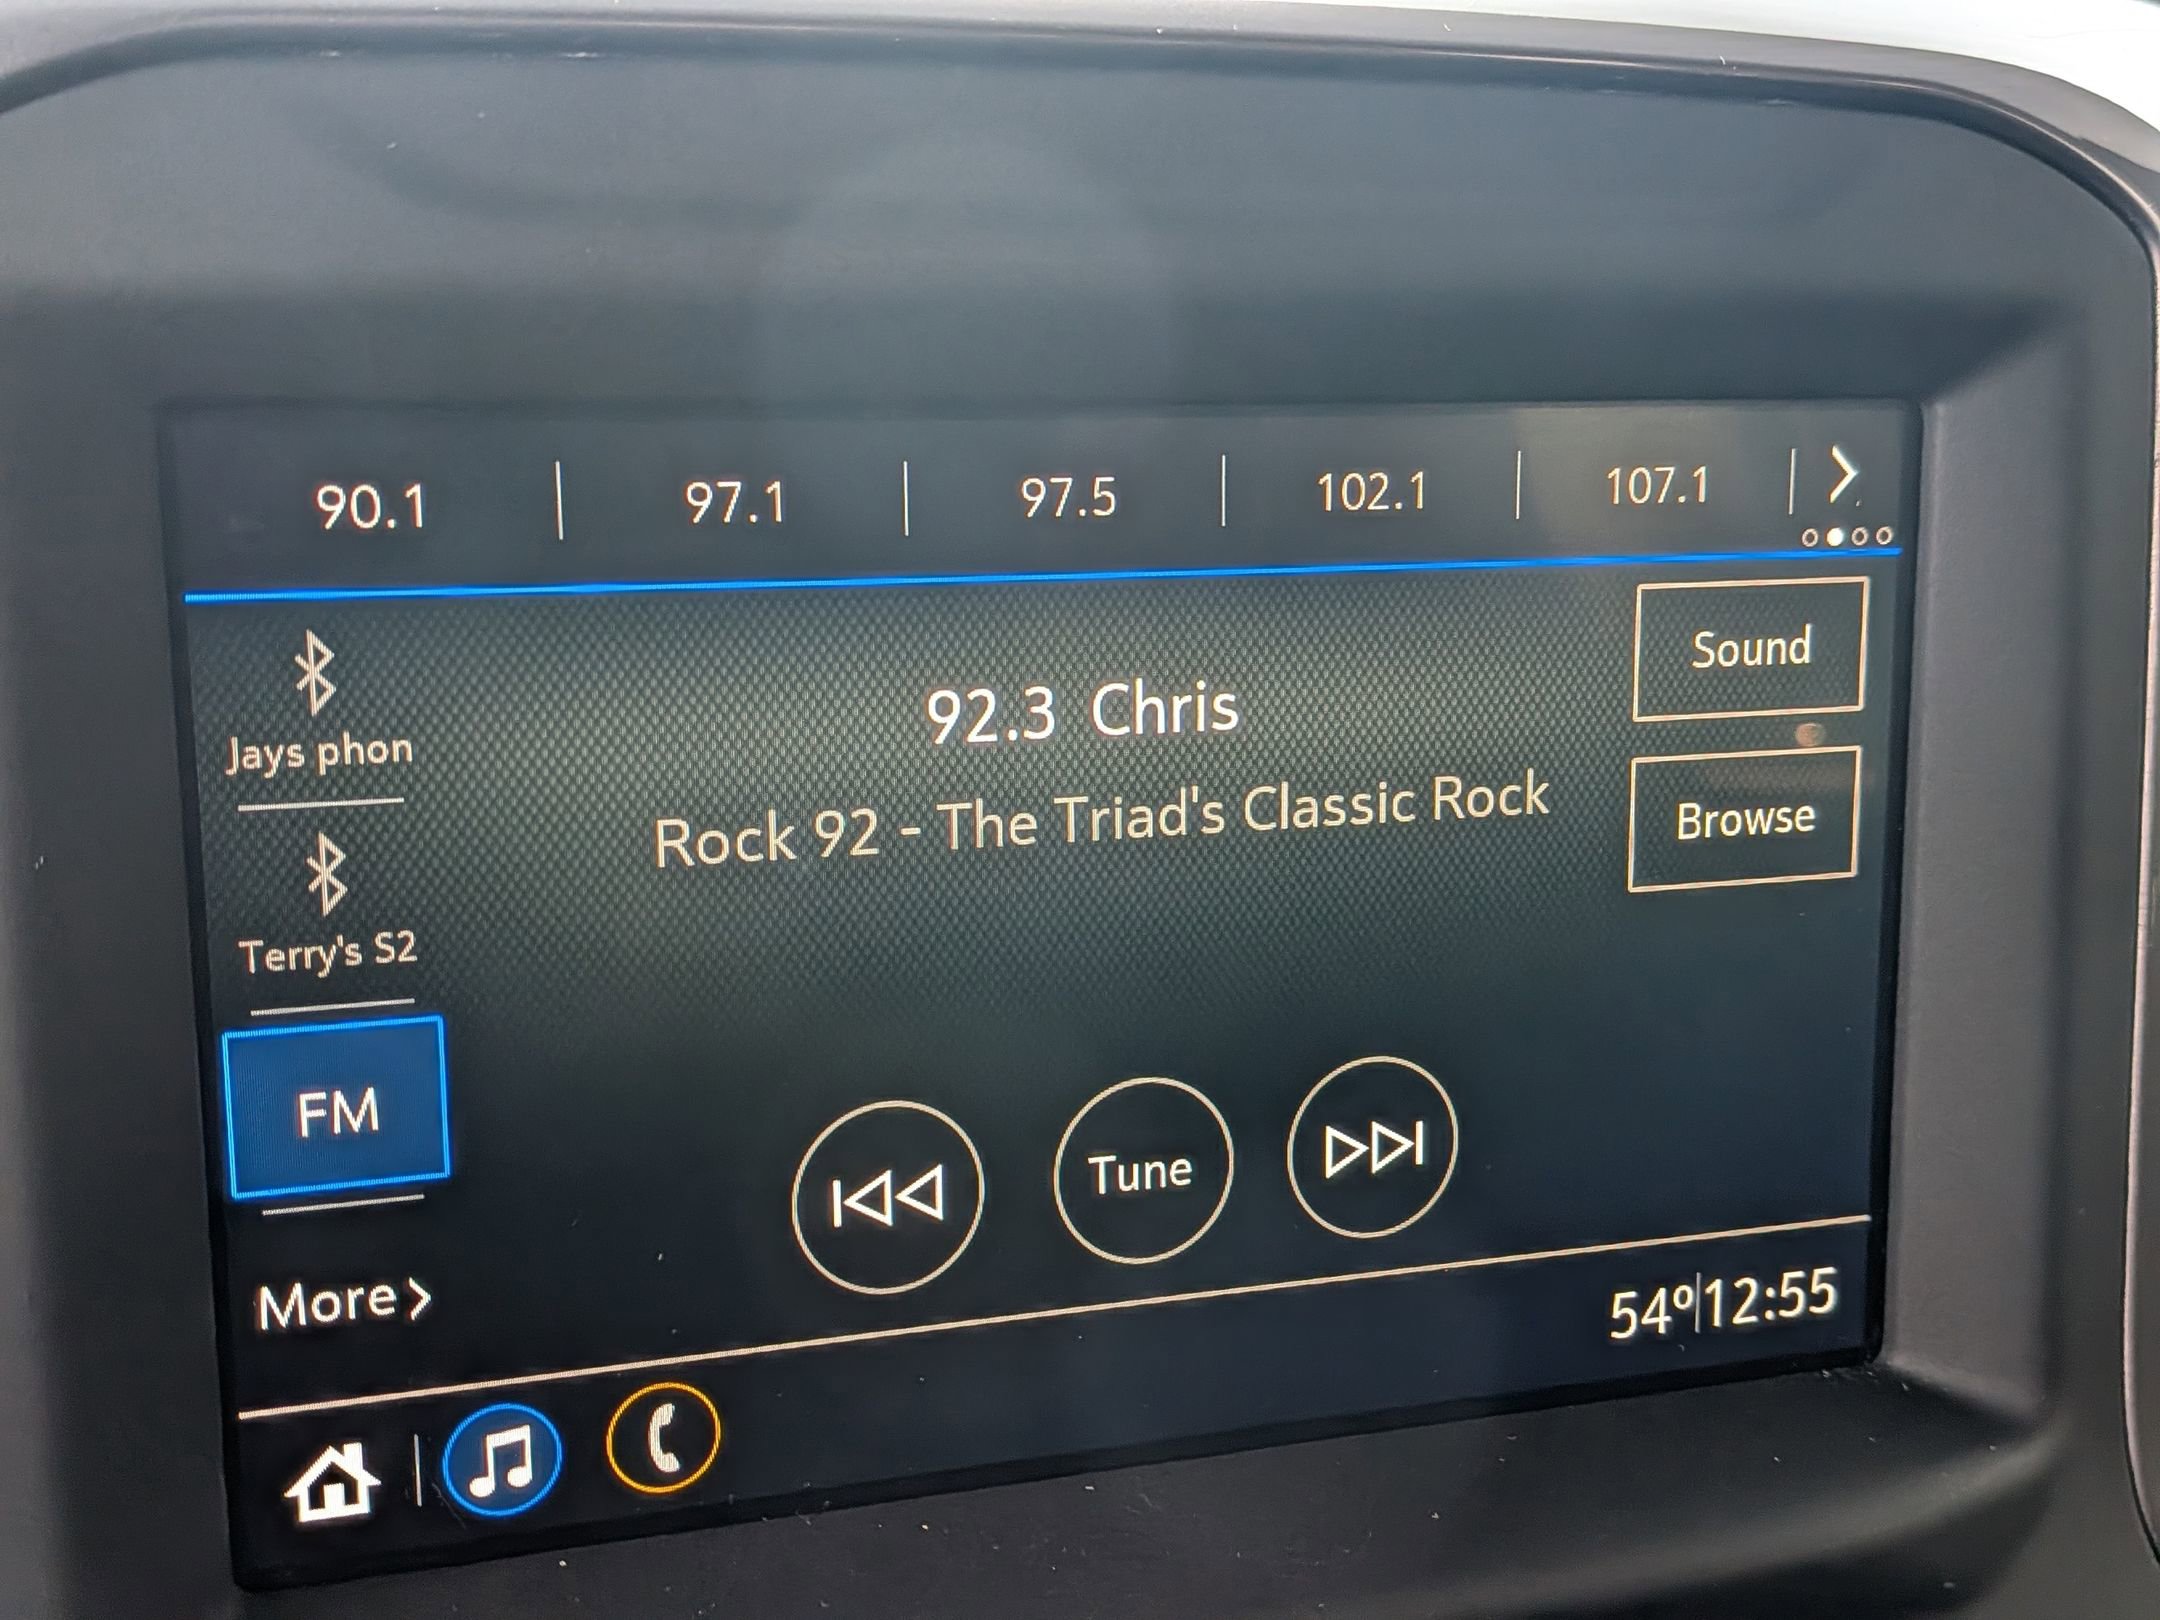 90.1 | 97.1 | 97.5 | 102.1 | 107.1
Sound
92.3 Chris
Jays phon
Rock 92 - The Triad's Classic Rock
Browse
Terry's S2
FM
Tune
More
54º|12:55